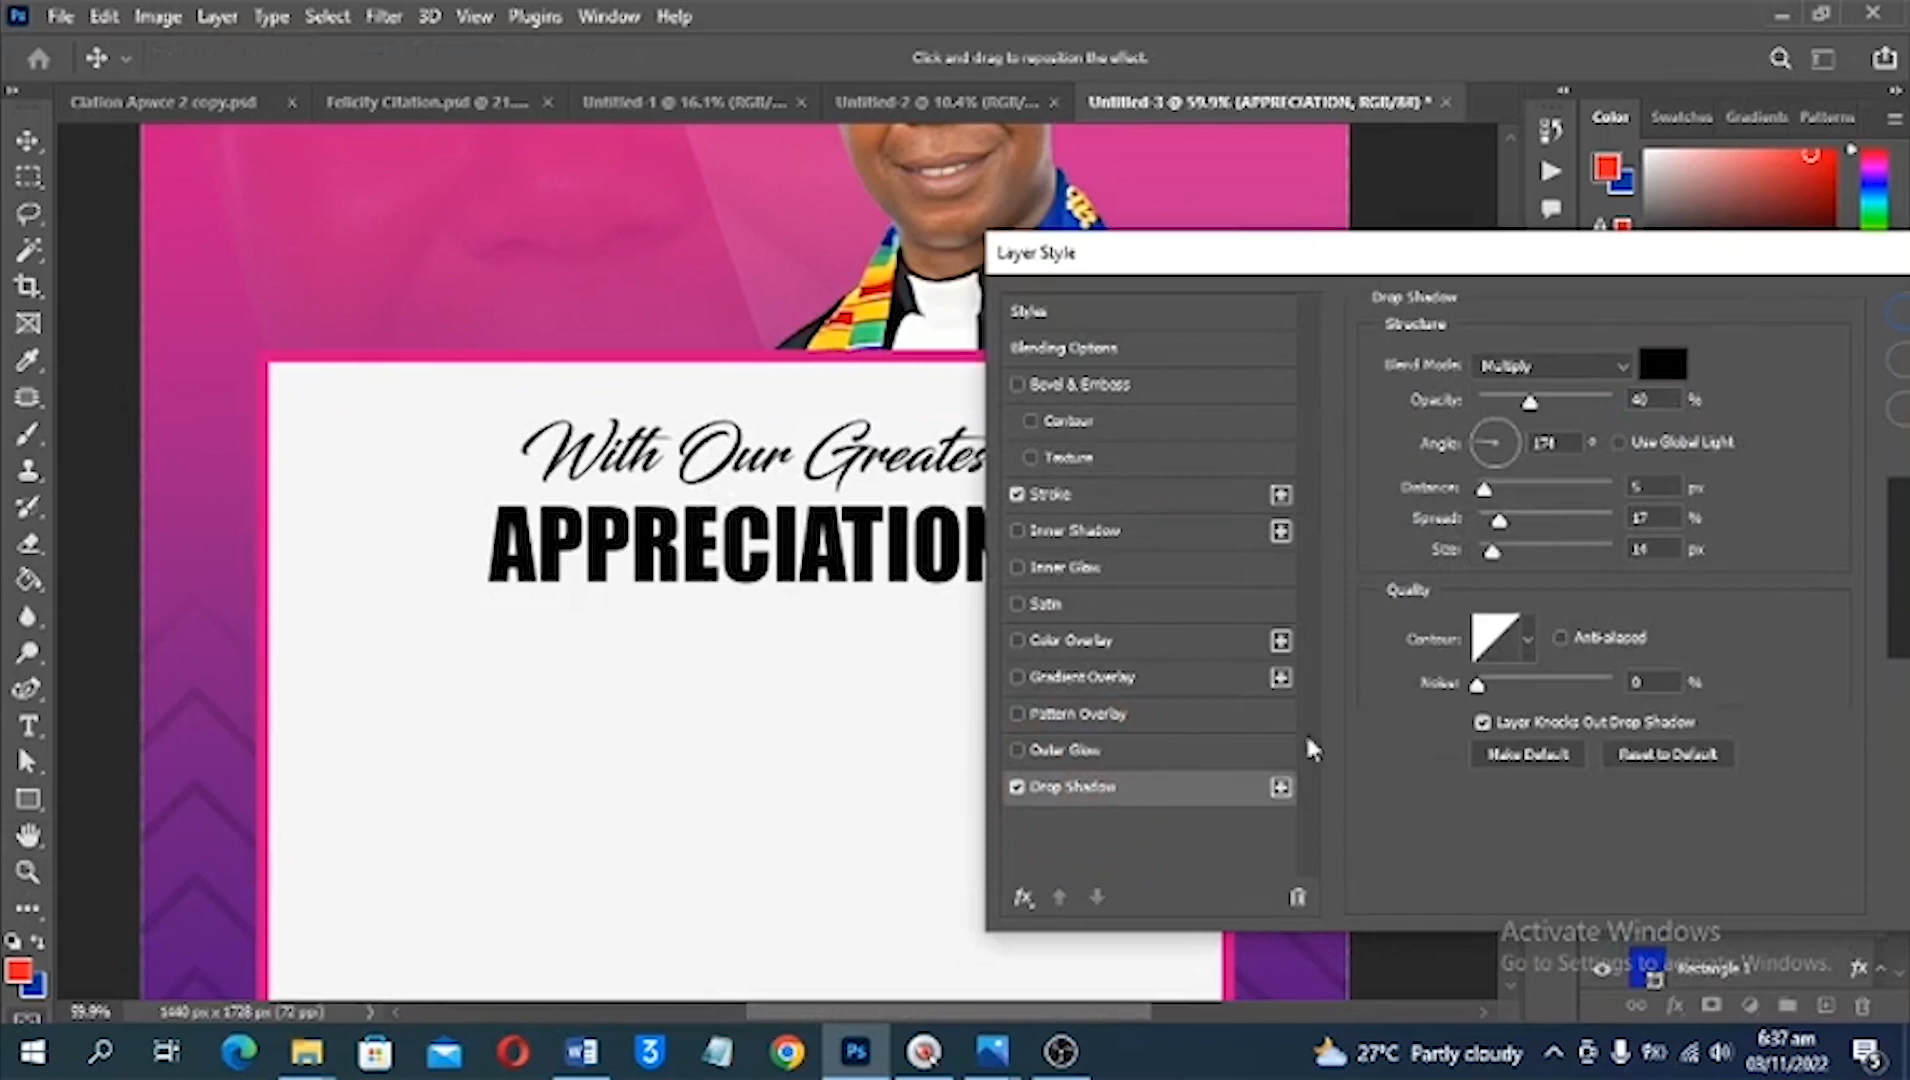 File Edit Image Layer Type Select Filter 3D View Plugins Window Help
Click and drag to reposition the effect.
Clation Apwce 2 copy.psd × Felicity Citation.psd @ 21.... × Untitled-1 @ 16.1% (RGB/... × Untitled-2 @ 10.4% (RGB/... × Untitled-3 @ 59.9% (APPRECIATION, RGB/8#) * ×
Color Swatches Gradients Patterns
Layer Style
Styles
Blending Options
Bevel & Emboss
Contour
Texture
Stroke
Inner Shadow
Inner Glow
Satin
Color Overlay
Gradient Overlay
Pattern Overlay
Outer Glow
Drop Shadow
Drop Shadow
Structure
Blend Mode: Multiply
Opacity: 40 %
Angle: ° Use Global Light
Distance: 5 px
Spread: 17 %
Size: 14 px
Quality
Contour: Anti-aliased
Noise: 0 %
Layer Knocks Out Drop Shadow
Make Default Reset to Default
With Our Greates
APPRECIATION
Activate Windows
Go to Settings to activate Windows.
Rectangle 1
59.9% 1440 px x 1728 px (72 ppi)
27°C Partly cloudy
6:37 am
03/11/2022